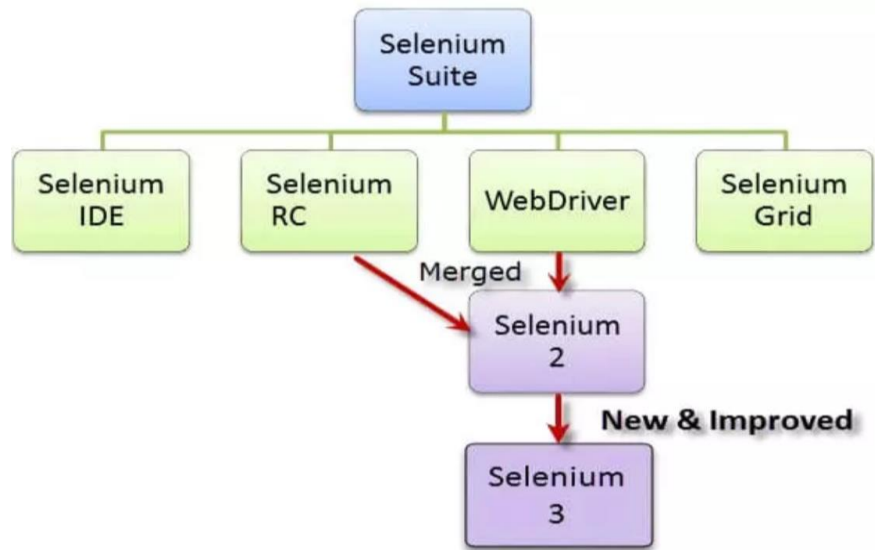 Selenium
Suite
Selenium
IDE
Selenium
RC
WebDriver
Selenium
Grid
Merged
Selenium
2
New & Improved
Selenium
3